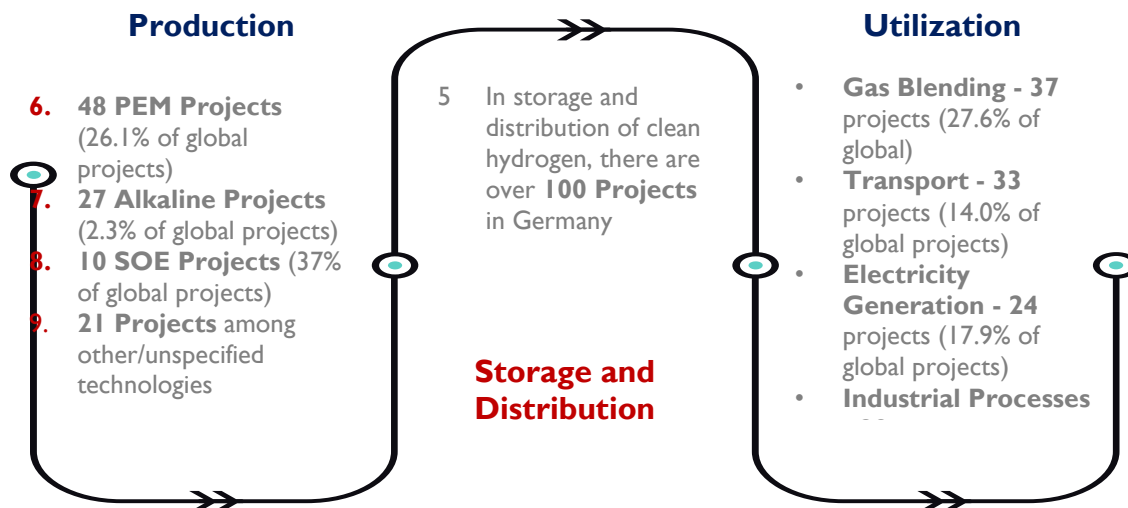 Production
6. 48 PEM Projects
(26.1% of global
projects)
7. 27 Alkaline Projects
(2.3% of global projects)
8. 10 SOE Projects (37%
of global projects)
9. 21 Projects among
other/unspecified
technologies
5 In storage and
distribution of clean
hydrogen, there are
over 100 Projects
in Germany
Storage and
Distribution
Utilization
• Gas Blending - 37
projects (27.6% of
global)
• Transport - 33
projects (14.0% of
global projects)
• Electricity
Generation - 24
projects (17.9% of
global projects)
• Industrial Processes